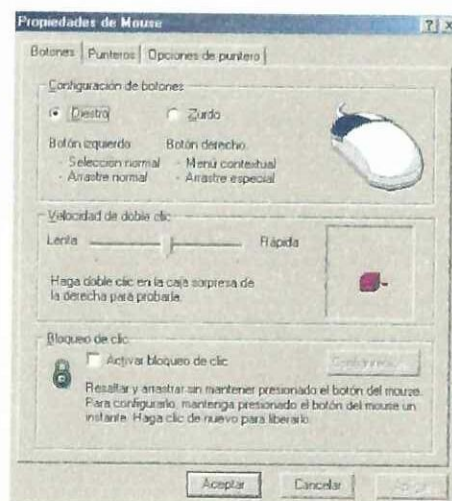 Propiedades de Mouse
Botones Punteros Opciones de puntero
Configuración de botones
Diestro Zurdo
Botón izquierdo Botón derecho
- Selección normal - Menú contextual
- Arrastre normal - Arrastre especial
Velocidad de doble clic
Lenta Rápida
Haga doble clic en la caja sorpresa de
la derecha para probarla.
Bloqueo de clic
Activar bloqueo de clic
Resaltar y arrastrar sin mantener presionado el botón del mouse.
Para configurarlo, mantenga presionado el botón del mouse un
instante. Haga clic de nuevo para liberarlo.
Aceptar Cancelar